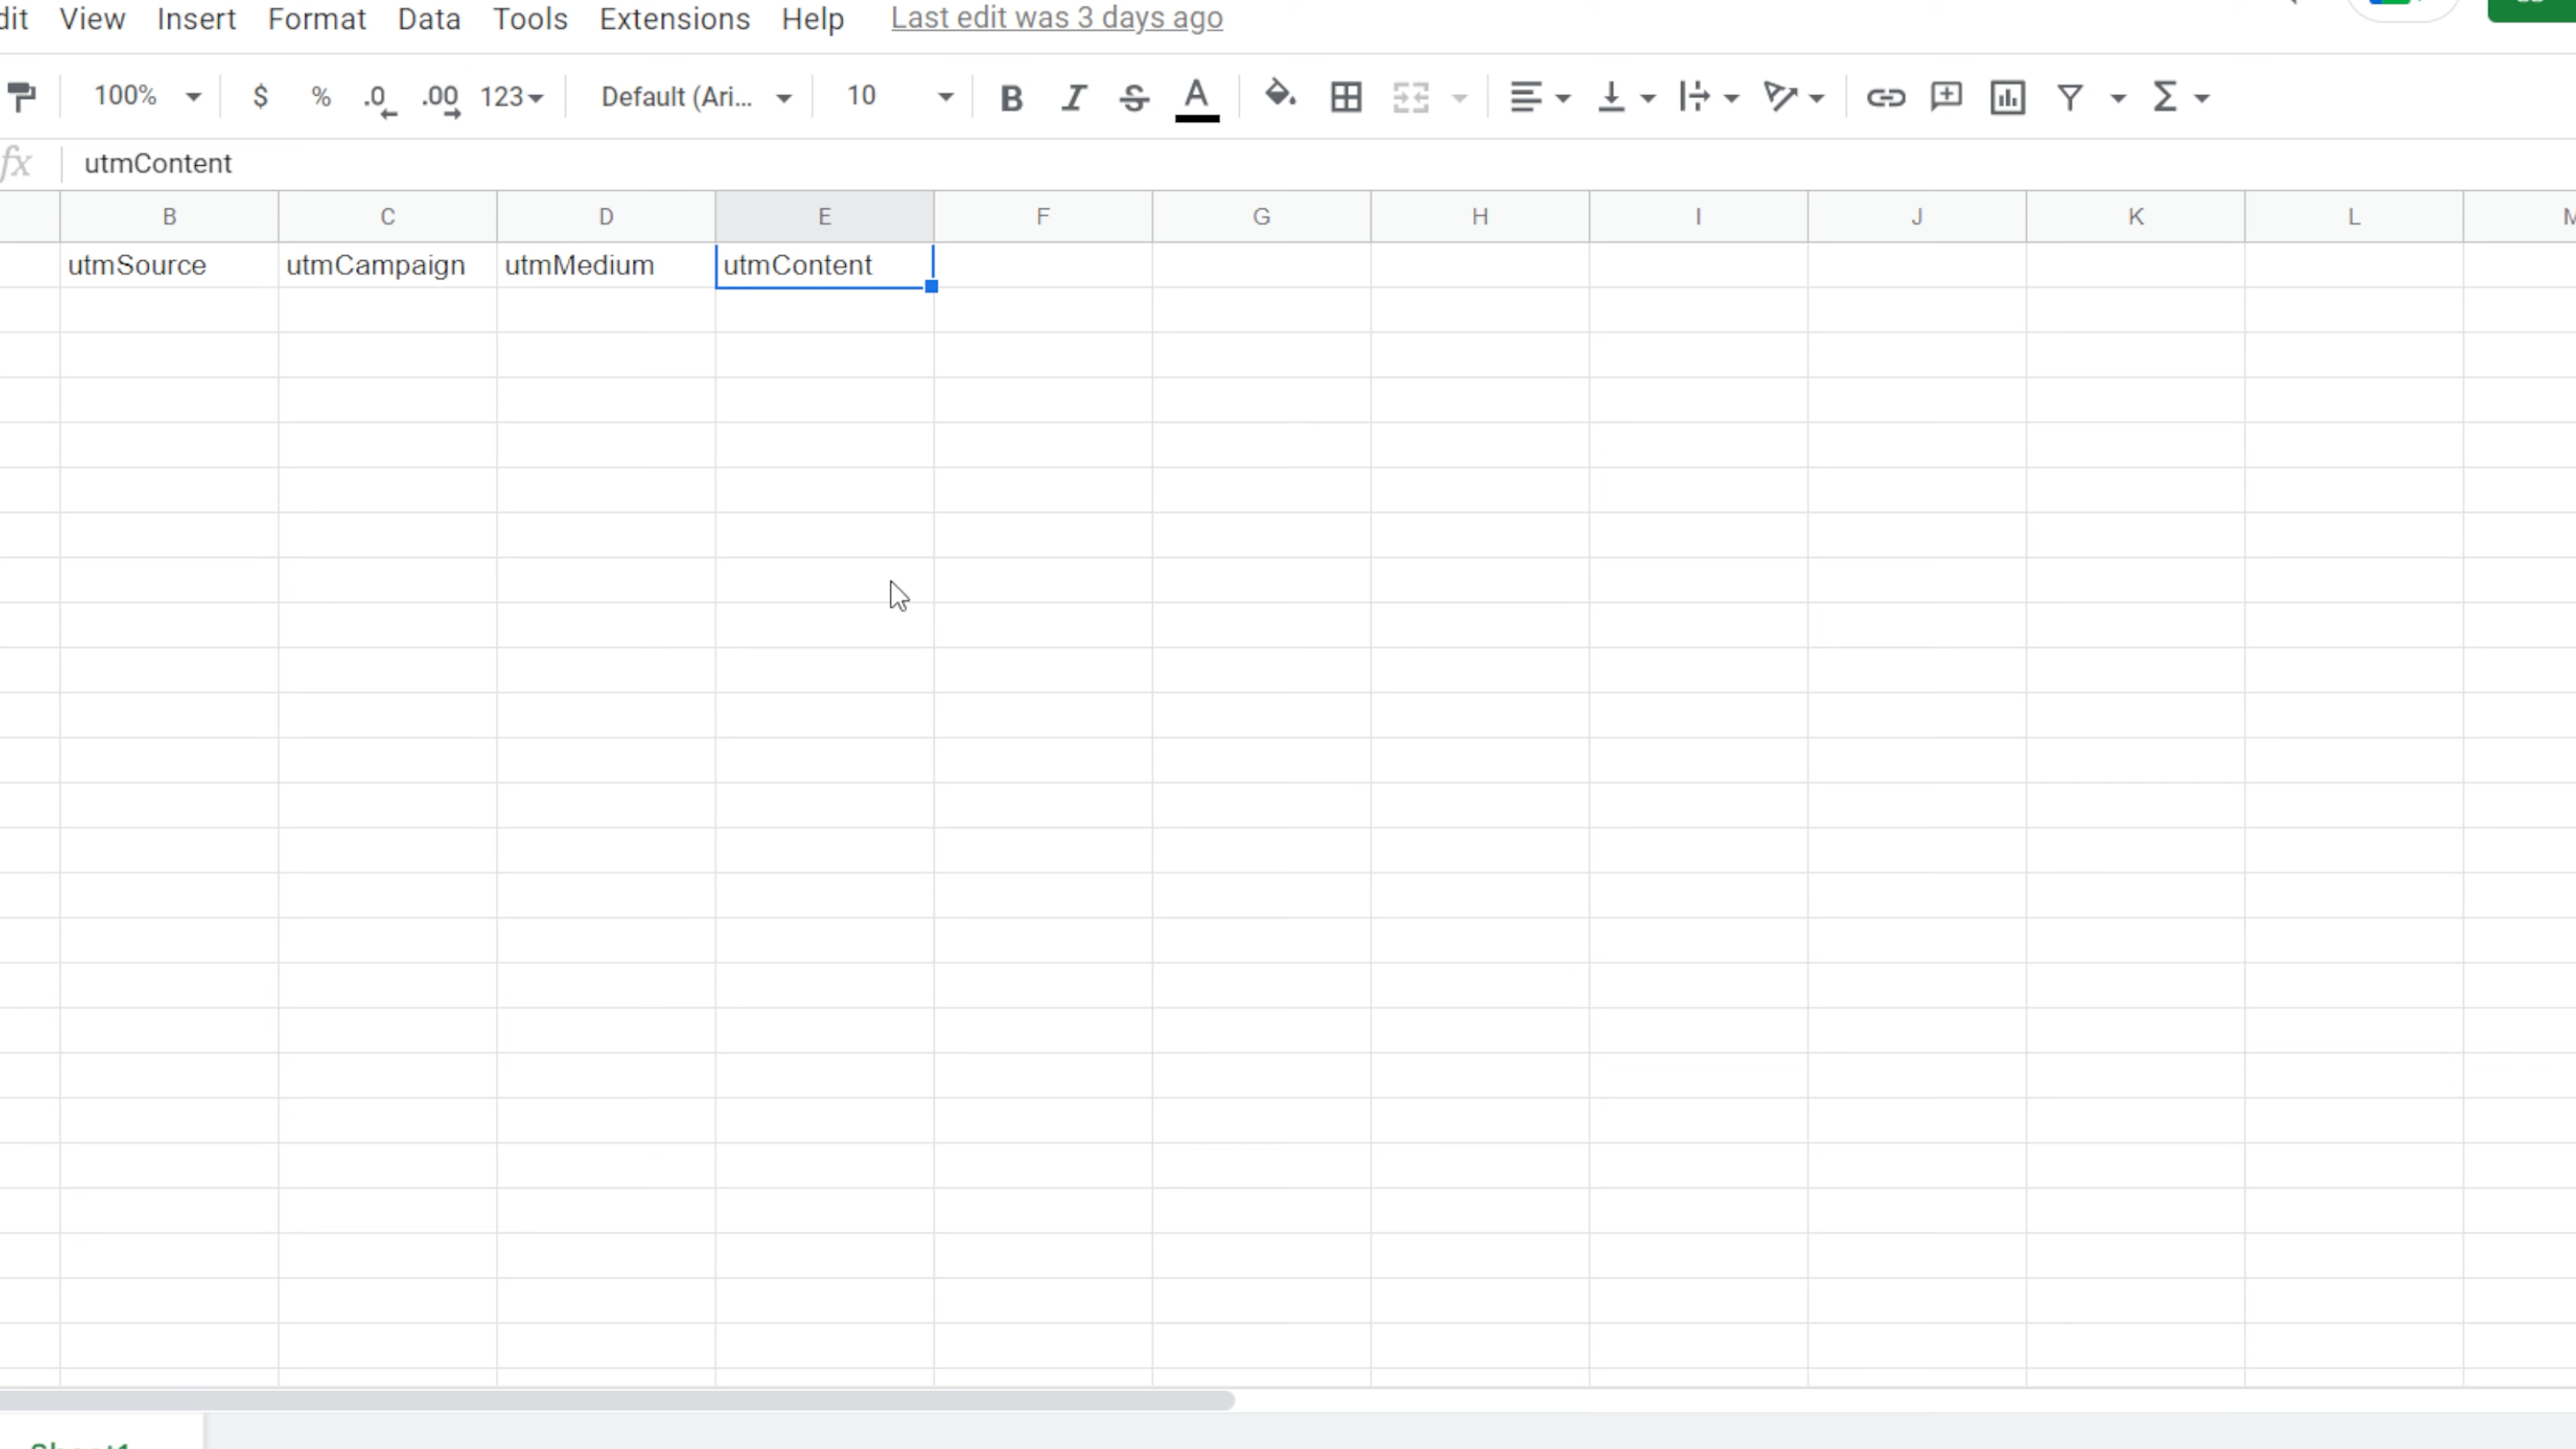 View Insert Format Data Tools Extensions Help Last edit was 3 days ago
100% $ % .0 .00 123 Default (Ari... 10 B I S A Σ
fx utmContent
B C D E F G H I J K L
utmSource utmCampaign utmMedium utmContent